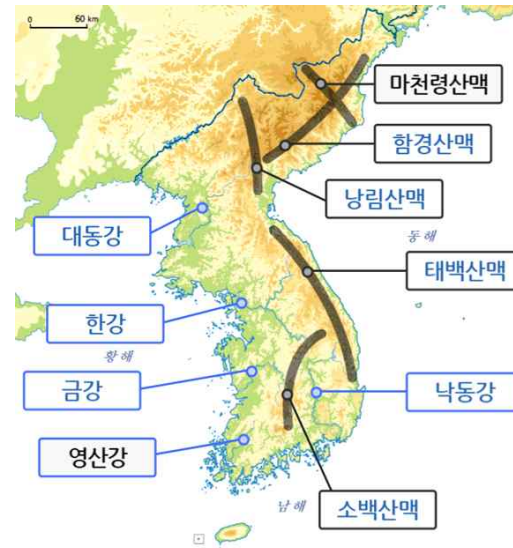 0 60 km
마천령산맥
함경산맥
낭림산맥
대동강
동해
태백산맥
한강
황해
금강
낙동강
영산강
남해
소백산맥